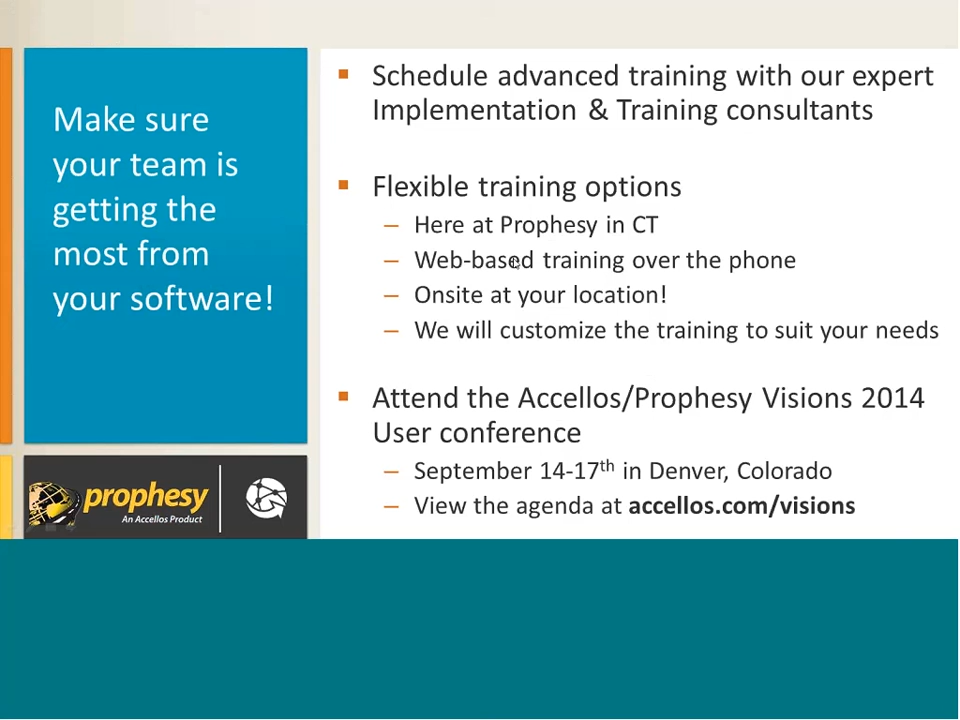 Make sure
your team is
getting the
most from
your software!
prophesy
An Accellos Product
Schedule advanced training with our expert
Implementation & Training consultants
Flexible training options
– Here at Prophesy in CT
– Web-based training over the phone
– Onsite at your location!
– We will customize the training to suit your needs
Attend the Accellos/Prophesy Visions 2014
User conference
– September 14-17th in Denver, Colorado
– View the agenda at accellos.com/visions